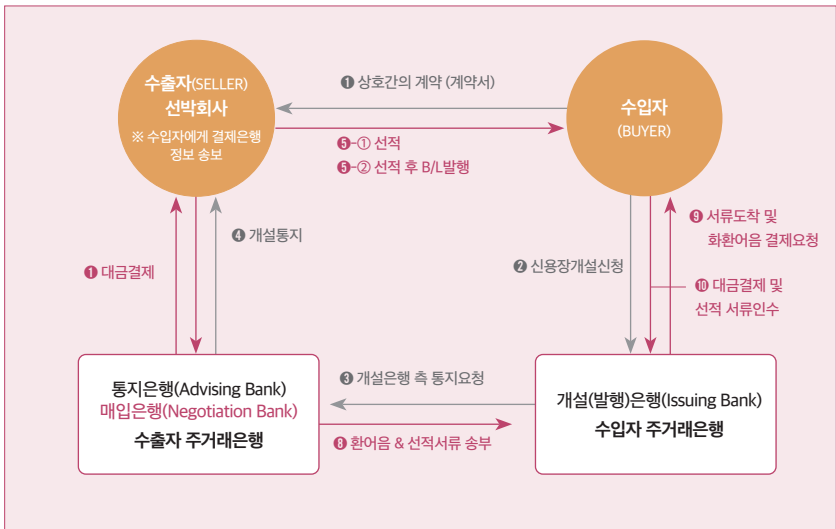 수출자(SELLER)
선박회사
※ 수입자에게 결제은행
정보 송보
❶ 상호간의 계약 (계약서)
수입자
(BUYER)
❺-① 선적
❺-② 선적 후 B/L발행
❹ 개설통지
❶ 대금결제
❷ 신용장개설신청
❾ 서류도착 및
화환어음 결제요청
❿ 대금결제 및
선적 서류인수
통지은행(Advising Bank)
매입은행(Negotiation Bank)
수출자 주거래은행
❸ 개설은행 측 통지요청
❽ 환어음 & 선적서류 송부
개설(발행)은행(Issuing Bank)
수입자 주거래은행